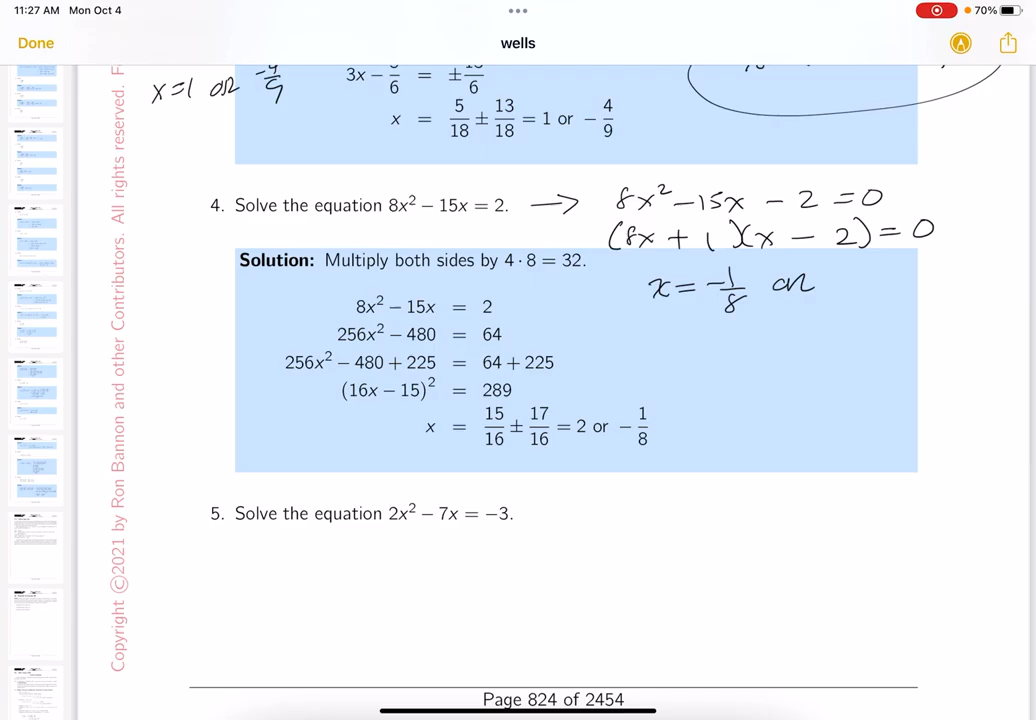 11:27 AM Mon Oct 4
70%
Done
wells
x = 1 or -4/9
3x − 5/6 = ±13/6
x = 5/18 ± 13/18 = 1 or − 4/9
4. Solve the equation 8x² − 15x = 2. → 8x² − 15x − 2 = 0
(8x + 1)(x − 2) = 0
Solution: Multiply both sides by 4 · 8 = 32.
x = -1/8 or
8x² − 15x = 2
256x² − 480 = 64
256x² − 480 + 225 = 64 + 225
(16x − 15)² = 289
x = 15/16 ± 17/16 = 2 or − 1/8
5. Solve the equation 2x² − 7x = −3.
Page 824 of 2454
Copyright ©2021 by Ron Bannon and other Contributors. All rights reserved. F